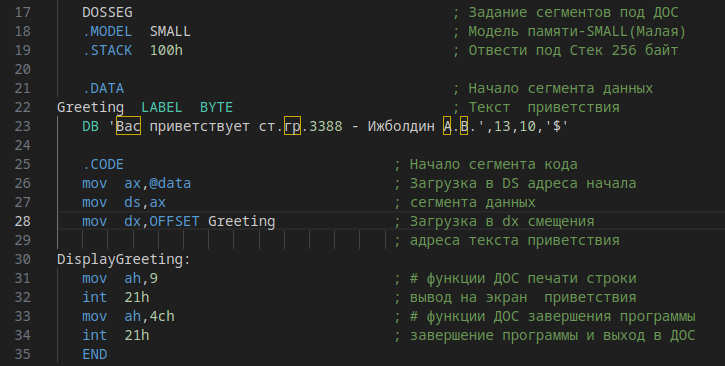 17 DOSSEG ; Задание сегментов под ДОС
18 .MODEL SMALL ; Модель памяти-SMALL(Малая)
19 .STACK 100h ; Отвести под Стек 256 байт
20
21 .DATA ; Начало сегмента данных
22 Greeting LABEL BYTE ; Текст приветствия
23 DB 'Вас приветствует ст.гр.3388 - Ижболдин А.В.',13,10,'$'
24
25 .CODE ; Начало сегмента кода
26 mov ax,@data ; Загрузка в DS адреса начала
27 mov ds,ax ; сегмента данных
28 mov dx,OFFSET Greeting ; Загрузка в dx смещения
29 ; адреса текста приветствия
30 DisplayGreeting:
31 mov ah,9 ; # функции ДОС печати строки
32 int 21h ; вывод на экран приветствия
33 mov ah,4ch ; # функции ДОС завершения программы
34 int 21h ; завершение программы и выход в ДОС
35 END